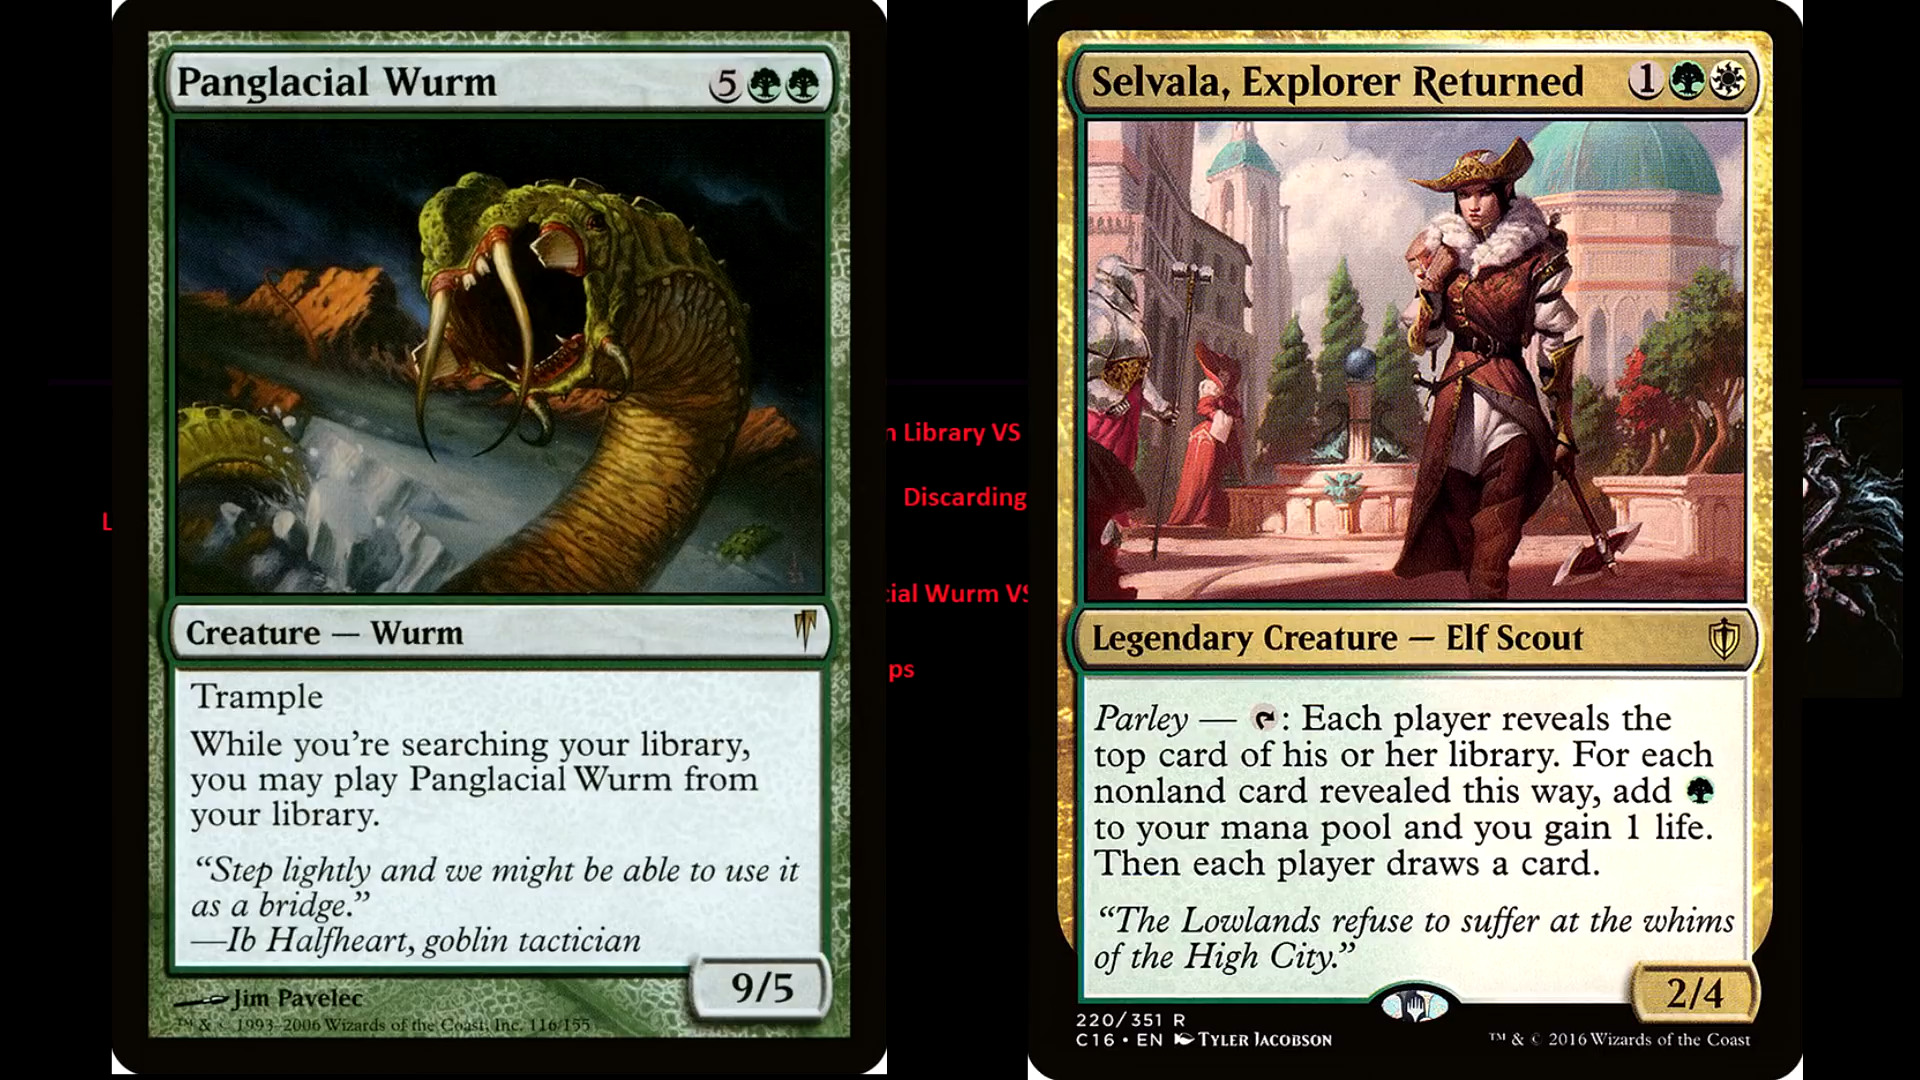 Panglacial Wurm
5
Creature — Wurm
Trample
While you're searching your library,
you may play Panglacial Wurm from
your library.
“Step lightly and we might be able to use it
as a bridge.”
—Ib Halfheart, goblin tactician
9/5
Jim Pavelec
™ & © 1993–2006 Wizards of the Coast, Inc. 116/155
L
n Library VS
Discarding
ial Wurm VS
ps
Selvala, Explorer Returned
1
Legendary Creature — Elf Scout
Parley — : Each player reveals the
top card of his or her library. For each
nonland card revealed this way, add
to your mana pool and you gain 1 life.
Then each player draws a card.
“The Lowlands refuse to suffer at the whims
of the High City.”
2/4
220/351 R
C16 • EN Tyler Jacobson
™ & © 2016 Wizards of the Coast